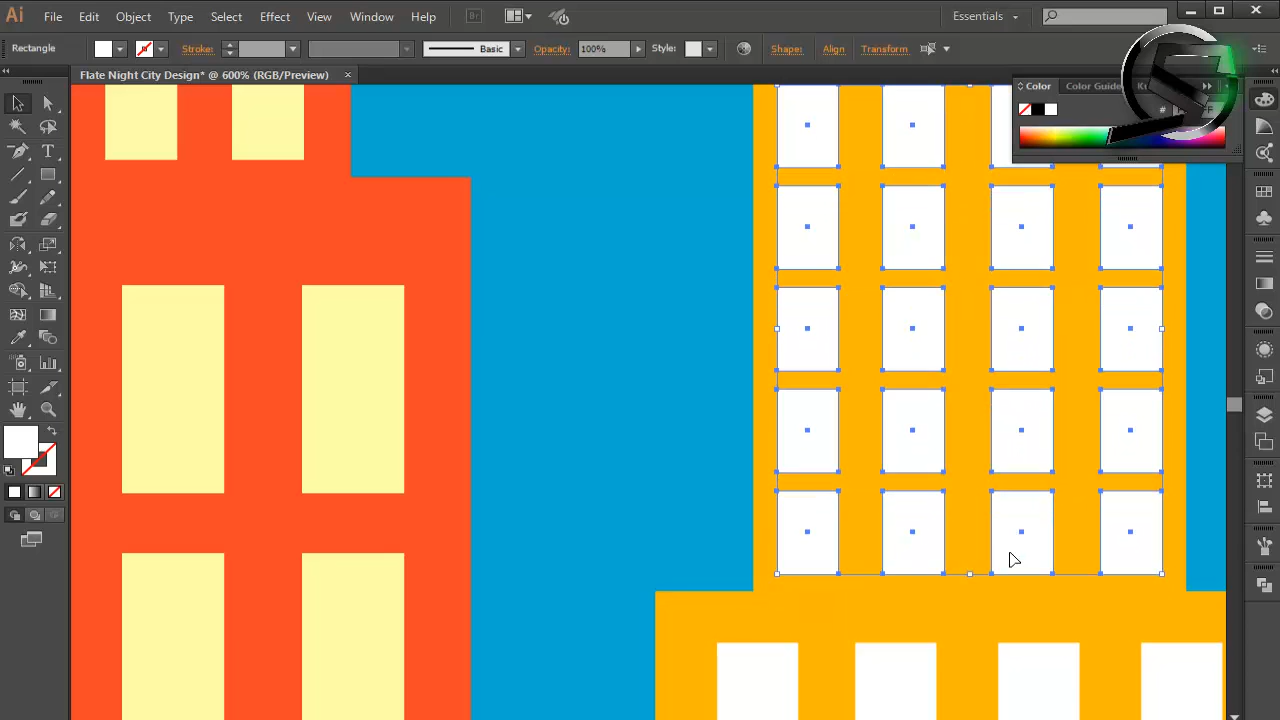 Ai File Edit Object Type Select Effect View Window Help Br Essentials
Rectangle Stroke: Basic Opacity: 100% Style: Shape: Align Transform
Flate Night City Design* @ 600% (RGB/Preview) ×
Color Color Guide
#
T